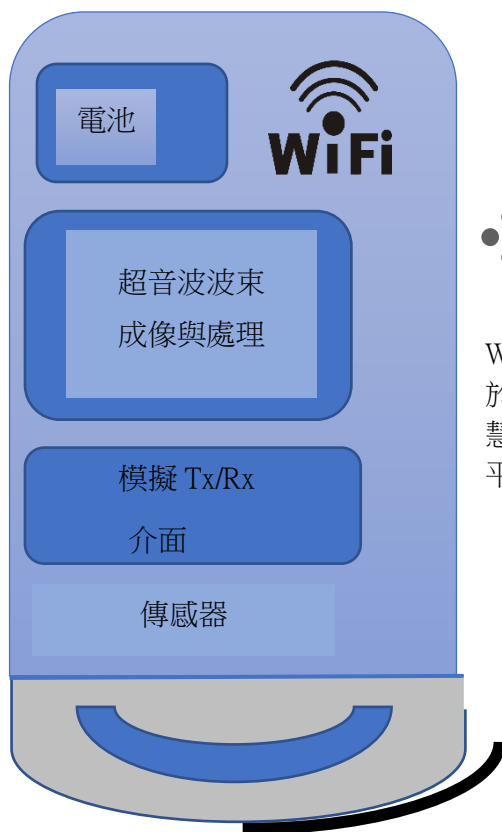 電池
WiFi
超音波波束
成像與處理
模擬 Tx/Rx
介面
傳感器
W
於
慧
平